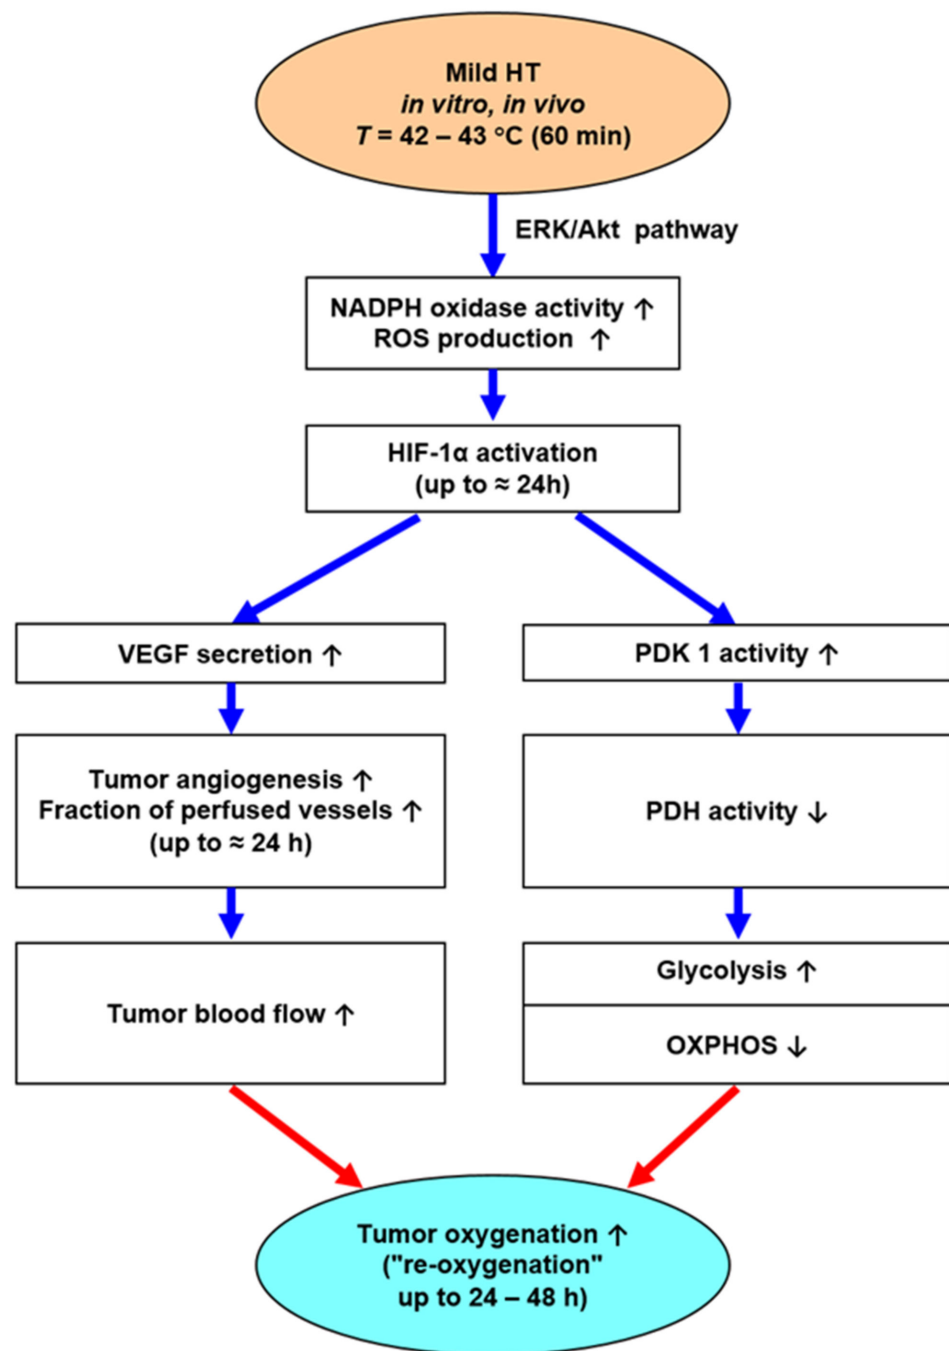 Mild HT
in vitro, in vivo
T = 42 – 43 °C (60 min)
ERK/Akt pathway
NADPH oxidase activity ↑
ROS production ↑
HIF-1α activation
(up to ≈ 24h)
VEGF secretion ↑
Tumor angiogenesis ↑
Fraction of perfused vessels ↑
(up to ≈ 24 h)
Tumor blood flow ↑
PDK 1 activity ↑
PDH activity ↓
Glycolysis ↑
OXPHOS ↓
Tumor oxygenation ↑
("re-oxygenation"
up to 24 – 48 h)